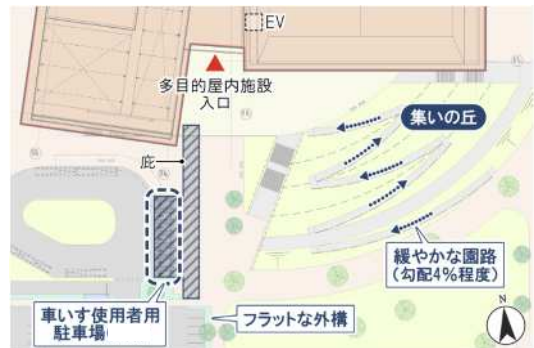 EV
多目的屋内施設
入口
集いの丘
庇
緩やかな園路
(勾配4%程度)
車いす使用者用
駐車場
フラットな外構
N